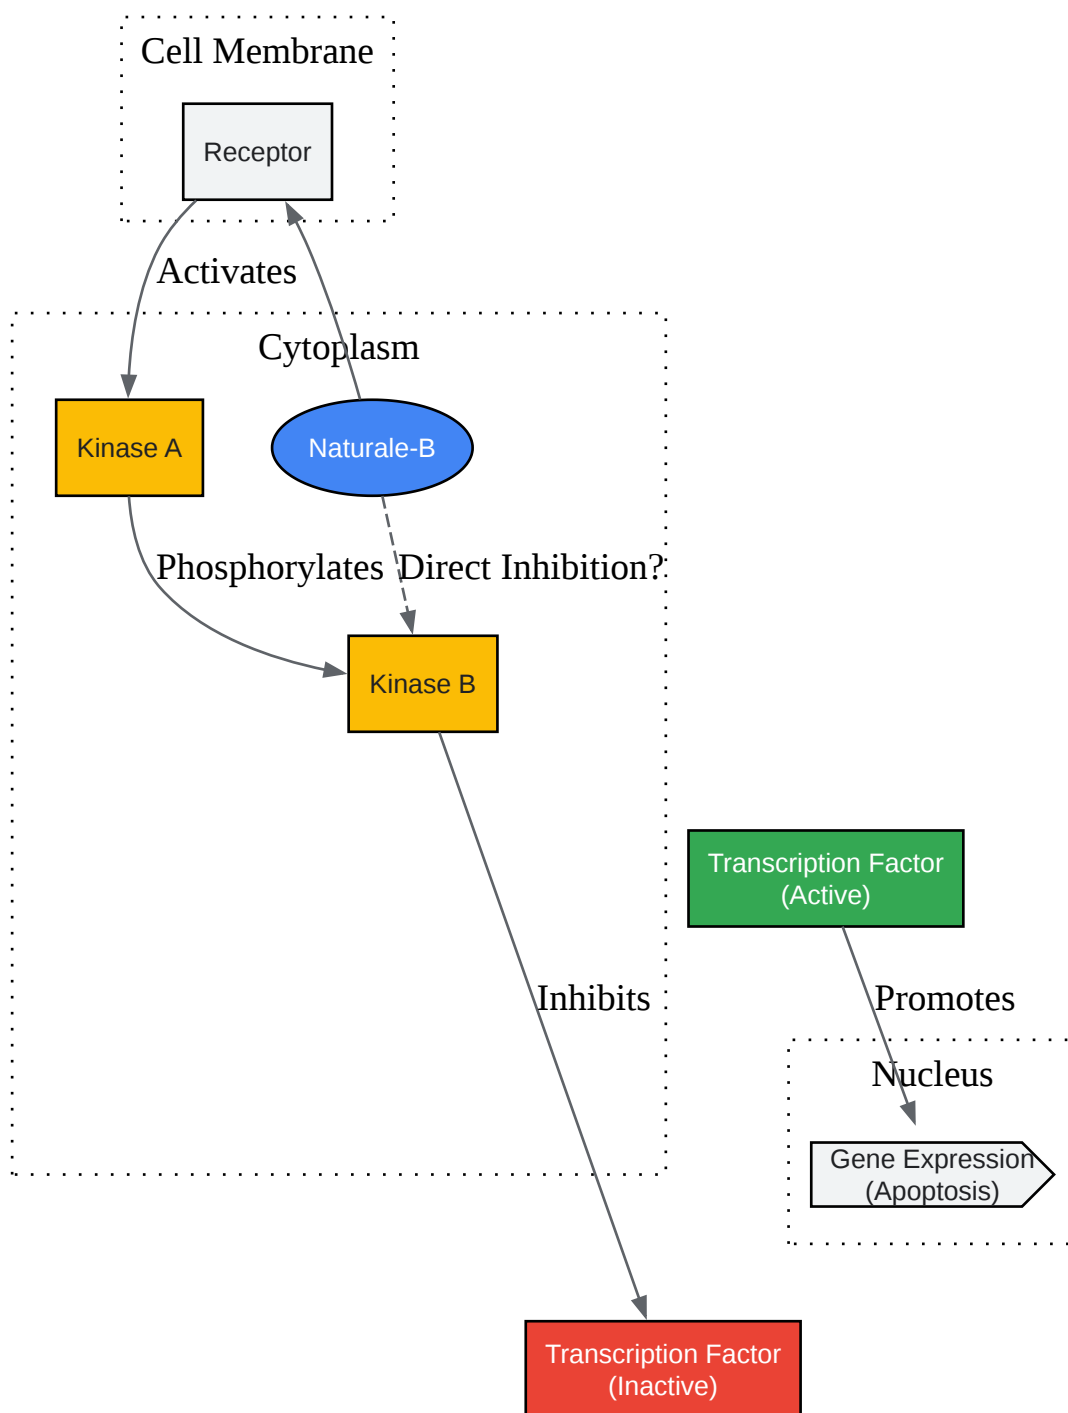 Cell Membrane
Receptor
Activates
Cytoplasm
Kinase A
Naturale-B
Phosphorylates
Direct Inhibition?
Kinase B
Transcription Factor
(Active)
Inhibits
Promotes
Nucleus
Gene Expression
(Apoptosis)
Transcription Factor
(Inactive)